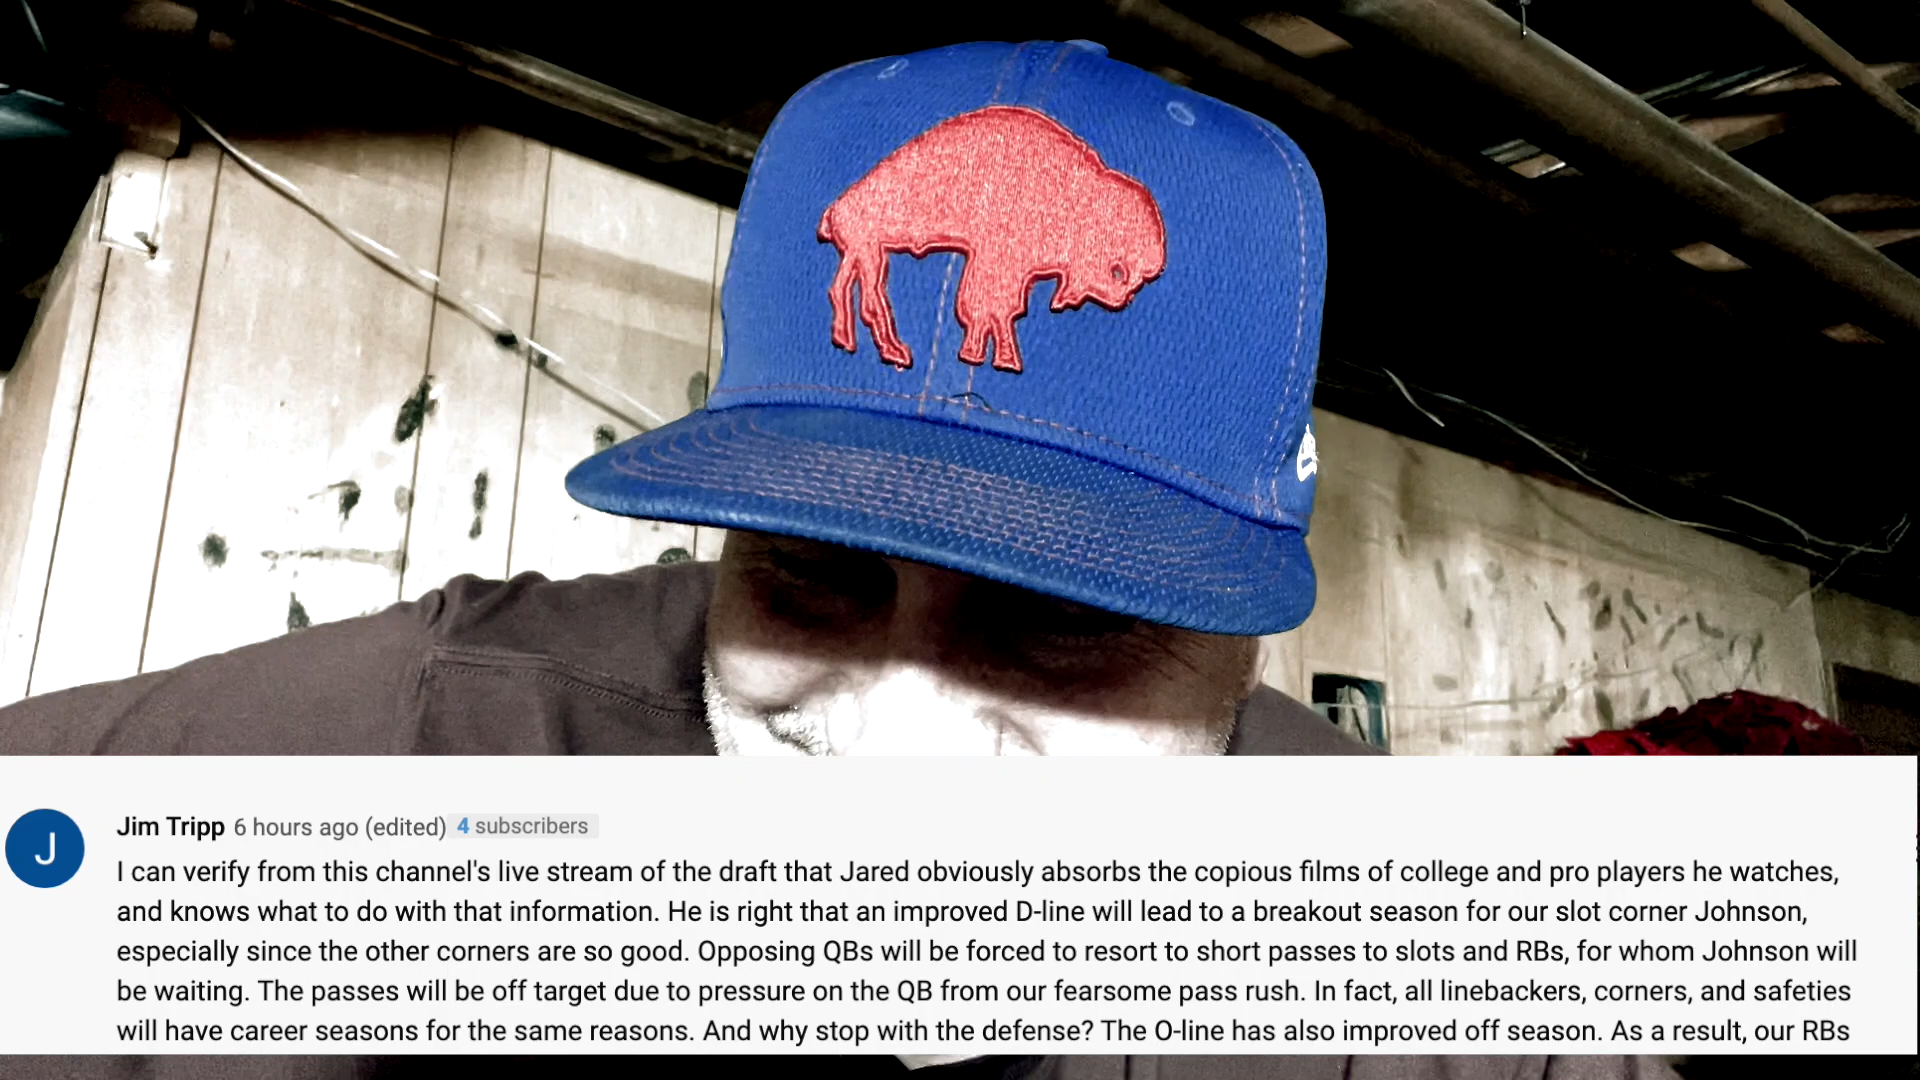 J
Jim Tripp 6 hours ago (edited) 4 subscribers
I can verify from this channel's live stream of the draft that Jared obviously absorbs the copious films of college and pro players he watches,
and knows what to do with that information. He is right that an improved D-line will lead to a breakout season for our slot corner Johnson,
especially since the other corners are so good. Opposing QBs will be forced to resort to short passes to slots and RBs, for whom Johnson will
be waiting. The passes will be off target due to pressure on the QB from our fearsome pass rush. In fact, all linebackers, corners, and safeties
will have career seasons for the same reasons. And why stop with the defense? The O-line has also improved off season. As a result, our RBs